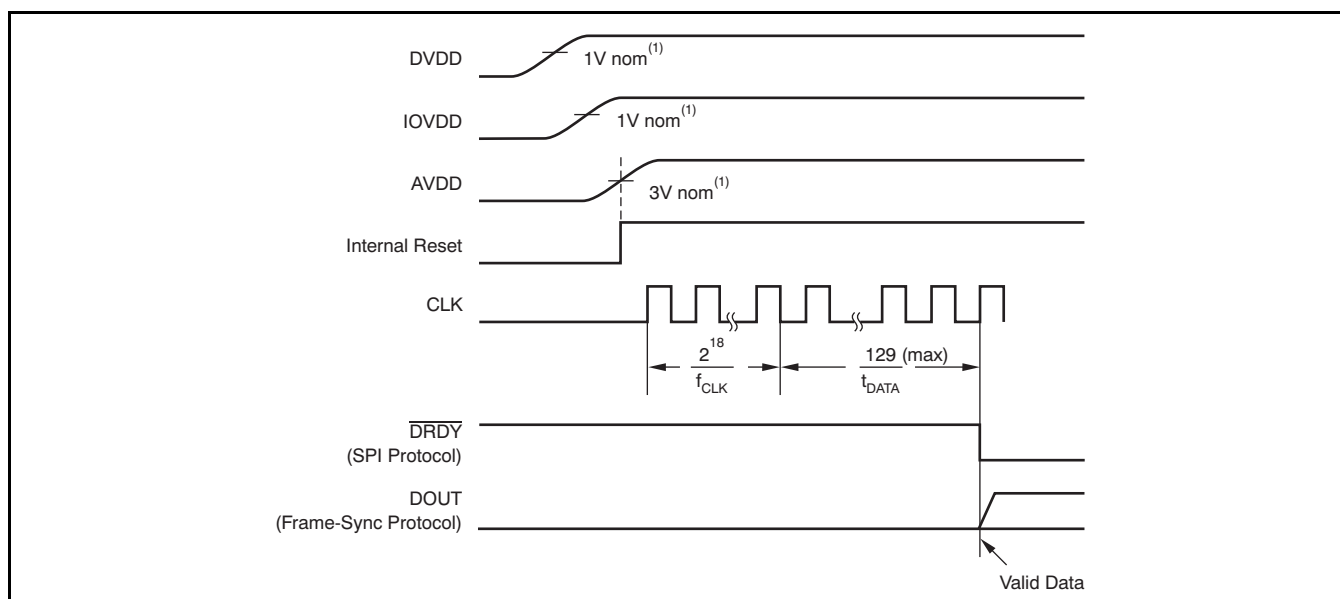 DVDD
1V nom(1)
IOVDD
1V nom(1)
AVDD
3V nom(1)
Internal Reset
CLK
2^18
f_CLK
129 (max)
t_DATA
DRDY
(SPI Protocol)
DOUT
(Frame-Sync Protocol)
Valid Data